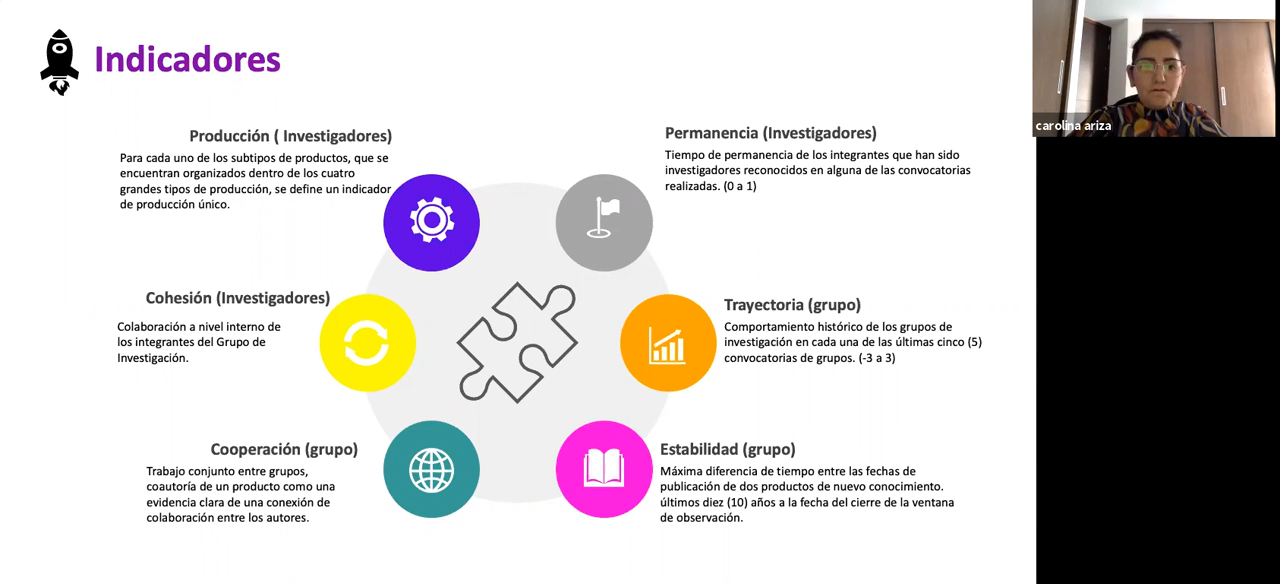 Indicadores
Producción ( Investigadores)
Para cada uno de los subtipos de productos, que se
encuentran organizados dentro de los cuatro
grandes tipos de producción, se define un indicador
de producción único.
Permanencia (Investigadores)
Tiempo de permanencia de los integrantes que han sido
investigadores reconocidos en alguna de las convocatorias
realizadas. (0 a 1)
Cohesión (Investigadores)
Colaboración a nivel interno de
los integrantes del Grupo de
Investigación.
Trayectoria (grupo)
Comportamiento histórico de los grupos de
investigación en cada una de las últimas cinco (5)
convocatorias de grupos. (-3 a 3)
Cooperación (grupo)
Trabajo conjunto entre grupos,
coautoría de un producto como una
evidencia clara de una conexión de
colaboración entre los autores.
Estabilidad (grupo)
Máxima diferencia de tiempo entre las fechas de
publicación de dos productos de nuevo conocimiento.
últimos diez (10) años a la fecha del cierre de la ventana
de observación.
carolina ariza